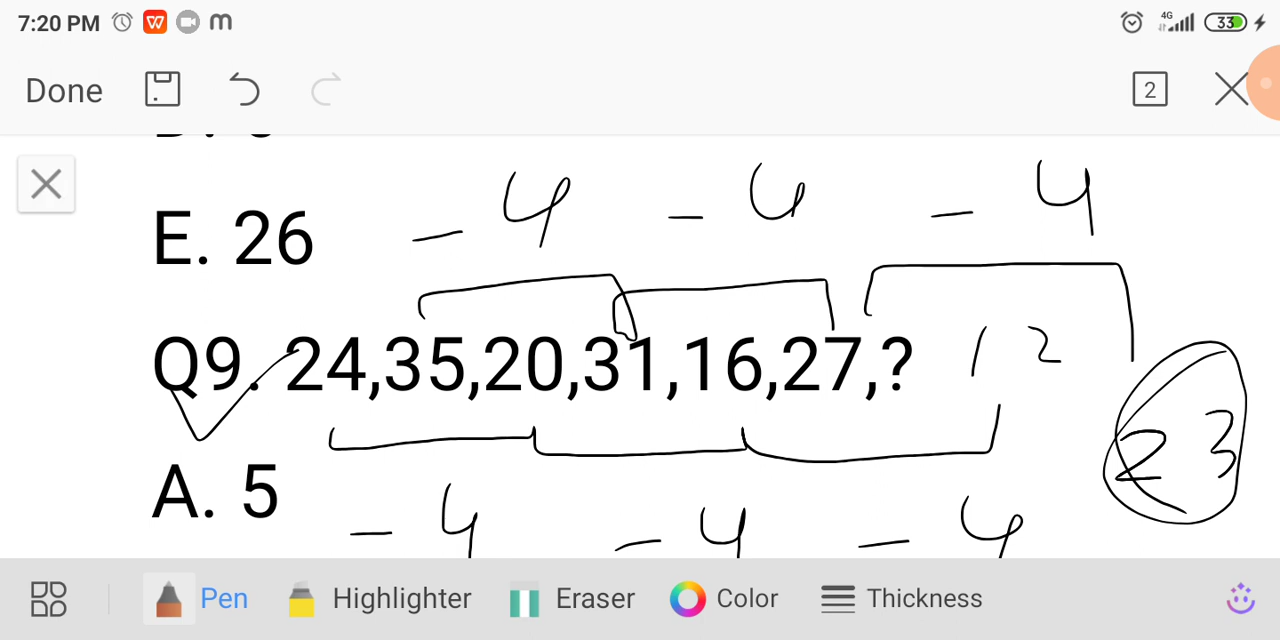 7:20 PM W m 4G 33
Done 2
E. 26
- 4 - 4 - 4
Q9. 24,35,20,31,16,27,? 12
23
A. 5
- 4 - 4 - 4
Pen Highlighter Eraser Color Thickness